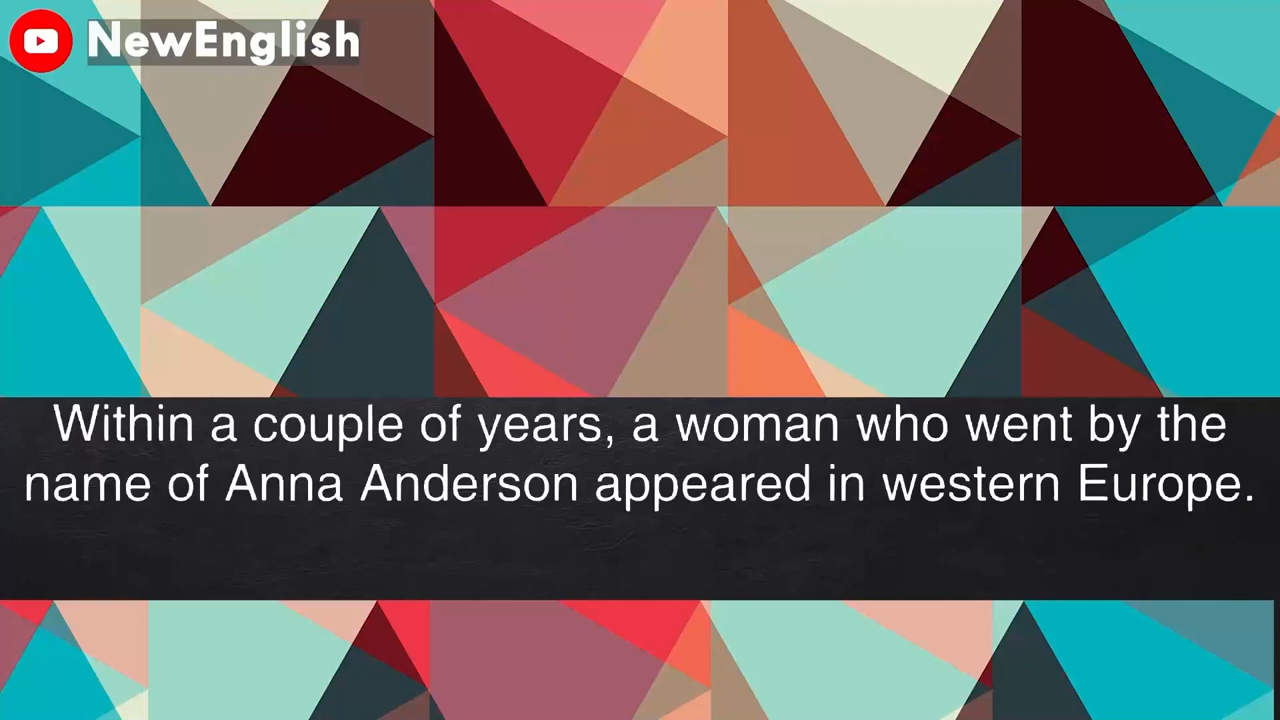 NewEnglish
Within a couple of years, a woman who went by the
name of Anna Anderson appeared in western Europe.